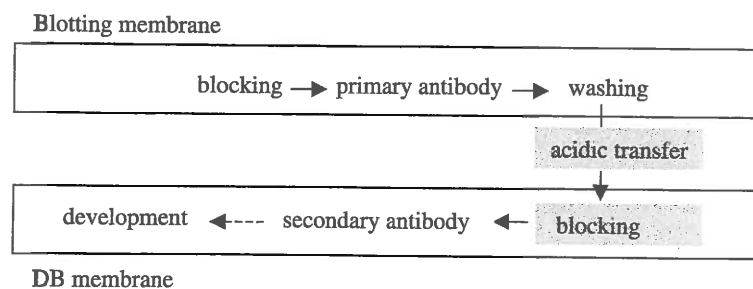 Blotting membrane
blocking → primary antibody → washing
acidic transfer
development ◄--- secondary antibody ← blocking
DB membrane